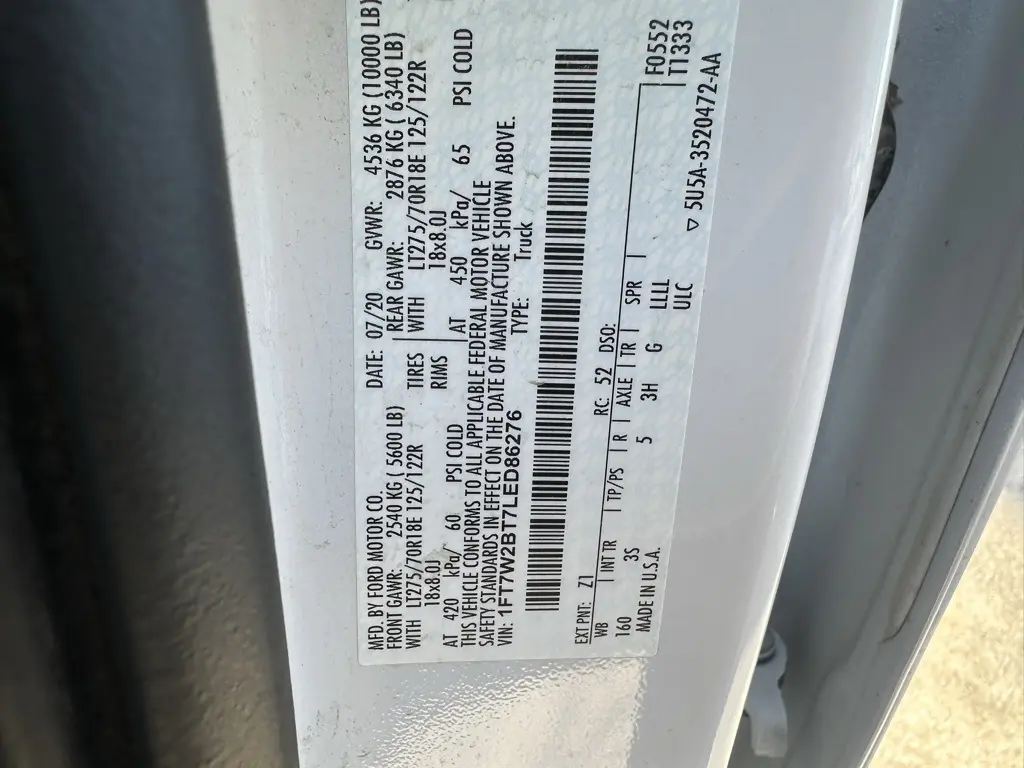 MFD. BY FORD MOTOR CO.
DATE: 07/20 GVWR: 4536 KG (10000 LB)
FRONT GAWR: 2540 KG ( 5600 LB)
REAR GAWR: 2876 KG ( 6340 LB)
WITH LT275/70R18E 125/122R TIRES
WITH LT275/70R18E 125/122R
18x8.0J RIMS 18x8.0J
AT 420 kPa/ 60 PSI COLD
AT 450 kPa/ 65 PSI COLD
THIS VEHICLE CONFORMS TO ALL APPLICABLE FEDERAL MOTOR VEHICLE
SAFETY STANDARDS IN EFFECT ON THE DATE OF MANUFACTURE SHOWN ABOVE.
VIN: 1FT7W2BT7LED86276
TYPE: Truck
EXT PNT: Z1 RC: 52 DSO:
F0552
T1333
WB INT TR TP/PS R AXLE TR SPR
160 3S 5 3H G LLLL
MADE IN U.S.A. ULC
▽ 5U5A-3520472-AA